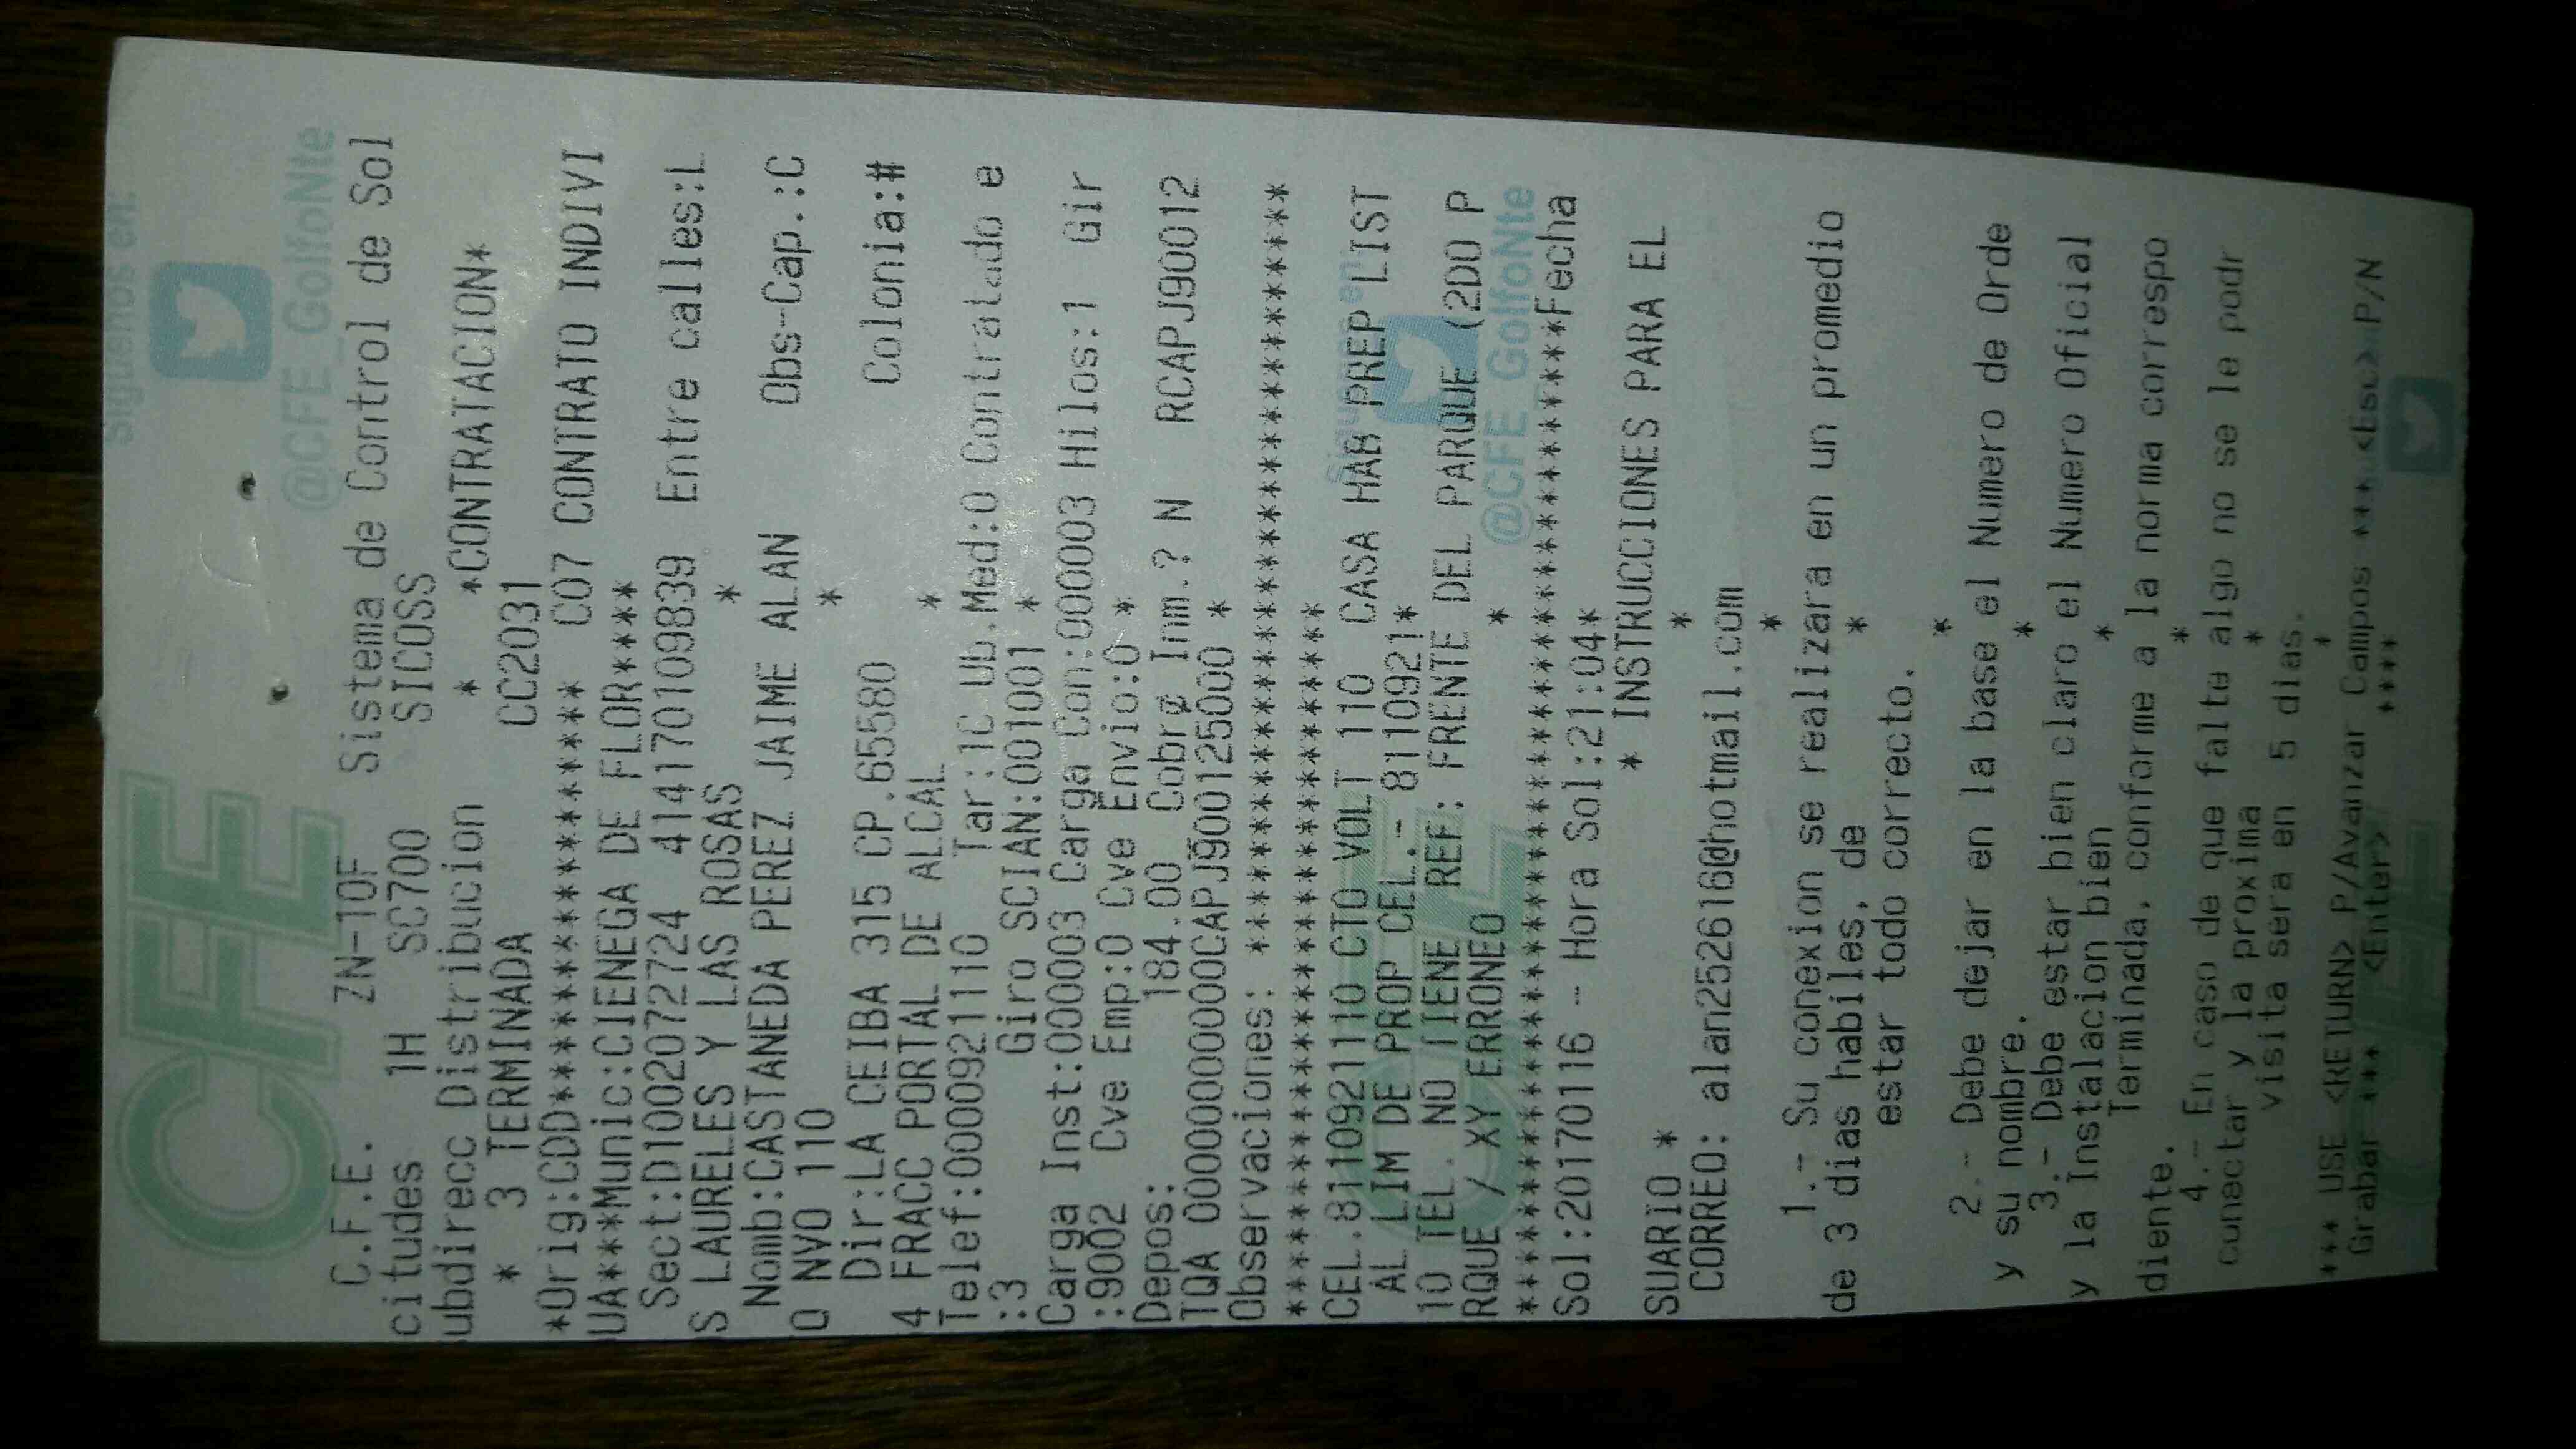 Siguenos en:
@CFE_GolfoNte
CFE
C.F.E. ZN-10F Sistema de Control de Sol
citudes 1H SC700 SICOSS
ubdirecc Distribucion * *CONTRATACION*
* 3 TERMINADA CC2031
*Orig:CDD************** C07 CONTRATO INDIVI
UA***Munic:CIENEGA DE FLOR****
Sect:D1002072724 414170109839 Entre calles:L
S LAURELES Y LAS ROSAS *
Nomb:CASTANEDA PEREZ JAIME ALAN Obs-Cap.:C
O NVO 110 *
Dir:LA CEIBA 315 CP.65580 Colonia:#
4 FRACC PORTAL DE ALCAL *
Telef:00000921110 Tar:1C Ub.Med:0 Contratado e
:3 Giro SCIAN:001001 *
Carga Inst:000003 Carga Con:000003 Hilos:1 Gir
:9002 Cve Emp:0 Cve Envio:0 *
Depos: 184.00 Cobro Inm.? N RCAPJ90012
Observaciones:
CEL.8110921110 CTO VOLT 110 CASA HAB PREP LIST
AL LIM DE PROP CEL.- 8110921*
10 TEL. NO TIENE REF: FRENTE DEL PARQUE (2DO P
RQUE / XY ERRONEO *
@CFE_GolfoNte
Fecha
Sol:20170116 - Hora Sol:21:04*
* INSTRUCCIONES PARA EL
SUARIO * *
CORREO: alan252616@hotmail.com
*
1.- Su conexion se realizara en un promedio
de 3 dias habiles, de *
estar todo correcto.
*
2.- Debe dejar en la base el Numero de Orde
y su nombre. *
3.- Debe estar bien claro el Numero Oficial
y la Instalacion bien *
Terminada, conforme a la norma correspo
diente. *
4.- En caso de que falte algo no se le podr
conectar y la proxima *
visita sera en 5 dias.
*
*** USE <RETURN> P/Avanzar Campos *** <Esc> P/N
Grabar *** <Enter> ****